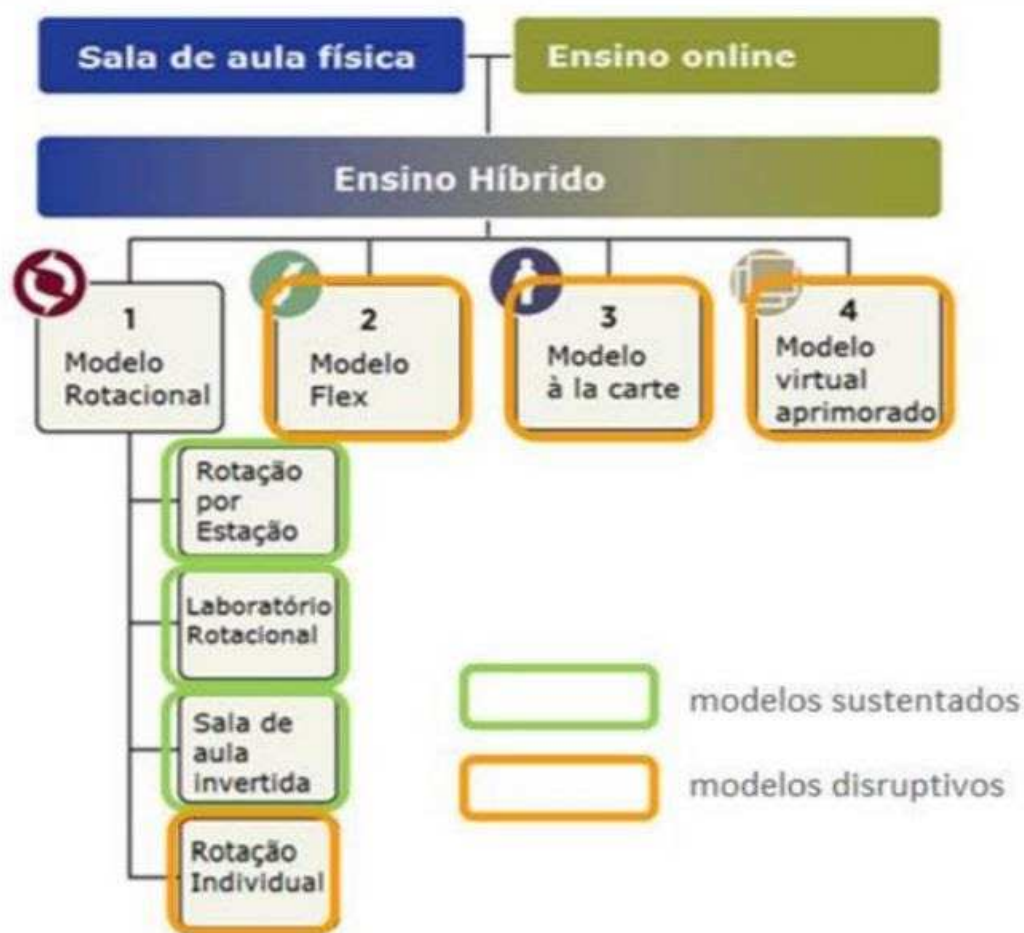 Sala de aula física
Ensino online
Ensino Híbrido
1
Modelo
Rotacional
2
Modelo
Flex
3
Modelo
à la carte
4
Modelo
virtual
aprimorado
Rotação
por
Estação
Laboratório
Rotacional
Sala de
aula
invertida
Rotação
Individual
modelos sustentados
modelos disruptivos